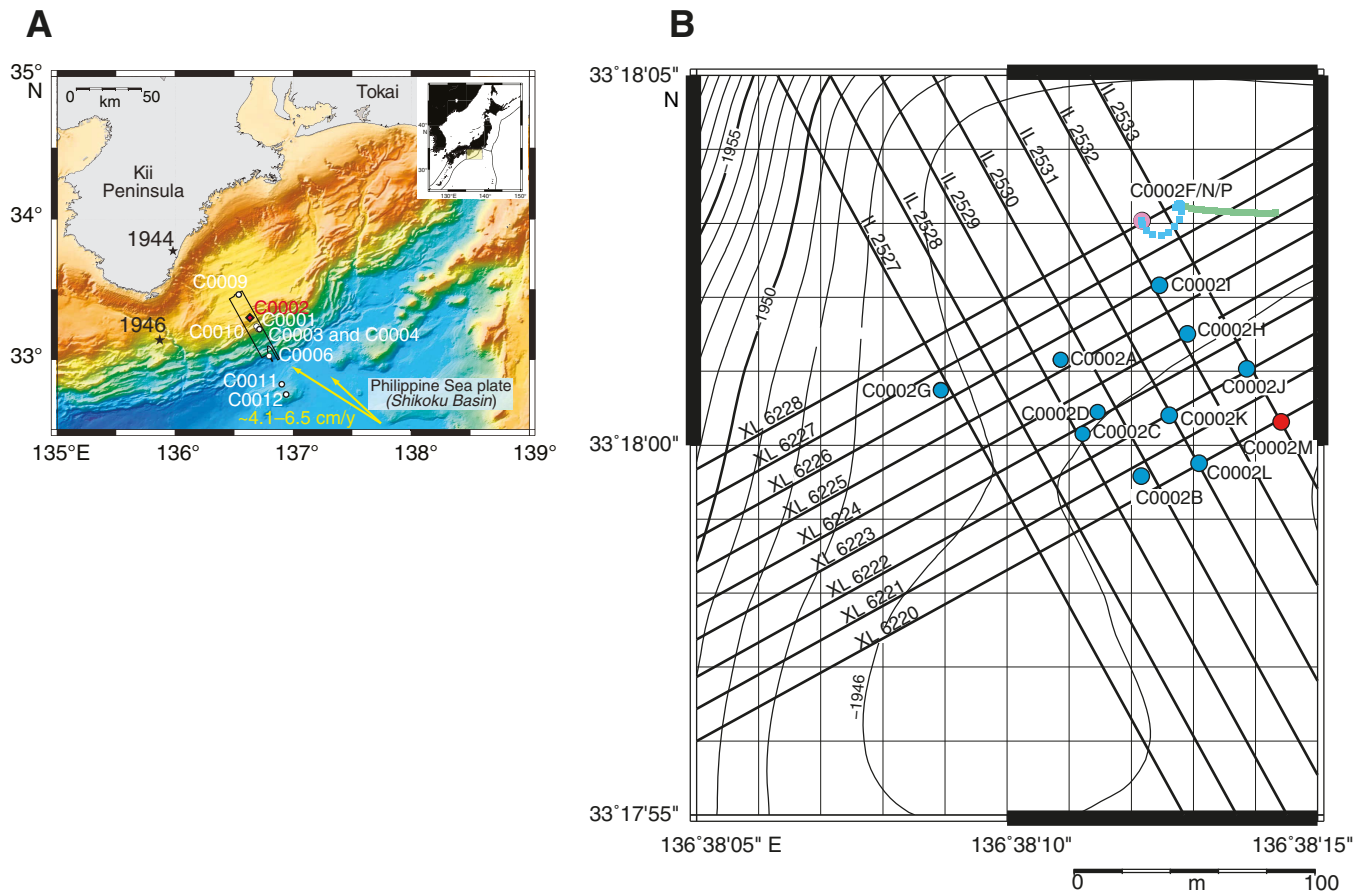 A
35°
N
34°
33°
135°E
136°
137°
138°
139°
0
50
km
Tokai
Kii
Peninsula
1944
1946
C0009
C0002
C0001
C0010
C0003 and C0004
C0006
C0011
C0012
Philippine Sea plate
(Shikoku Basin)
~4.1–6.5 cm/y
40°
N
30°
130°E
140°
150°
B
33˚18'05"
N
33˚18'00"
33˚17'55"
136˚38'05" E
136˚38'10"
136˚38'15"
0
m
100
−1955
−1950
−1946
IL 2527
IL 2528
IL 2529
IL 2530
IL 2531
IL 2532
IL 2533
XL 6228
XL 6227
XL 6226
XL 6225
XL 6224
XL 6223
XL 6222
XL 6221
XL 6220
C0002F/N/P
C0002I
C0002H
C0002A
C0002J
C0002G
C0002D
C0002K
C0002C
C0002M
C0002L
C0002B